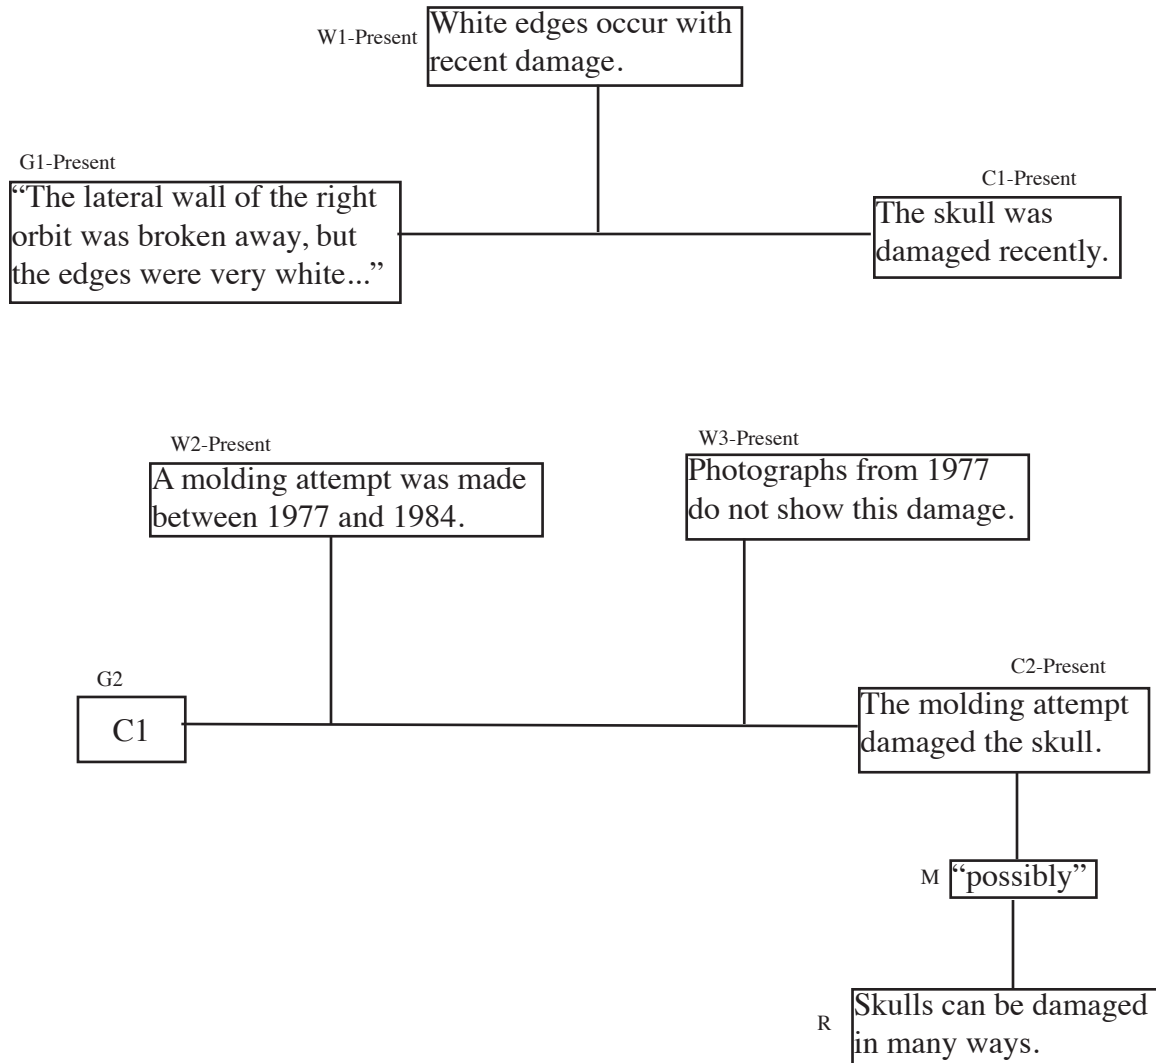 W1-Present
White edges occur with
recent damage.
G1-Present
“The lateral wall of the right
orbit was broken away, but
the edges were very white...”
C1-Present
The skull was
damaged recently.
W2-Present
A molding attempt was made
between 1977 and 1984.
W3-Present
Photographs from 1977
do not show this damage.
G2
C1
C2-Present
The molding attempt
damaged the skull.
M
“possibly”
R
Skulls can be damaged
in many ways.